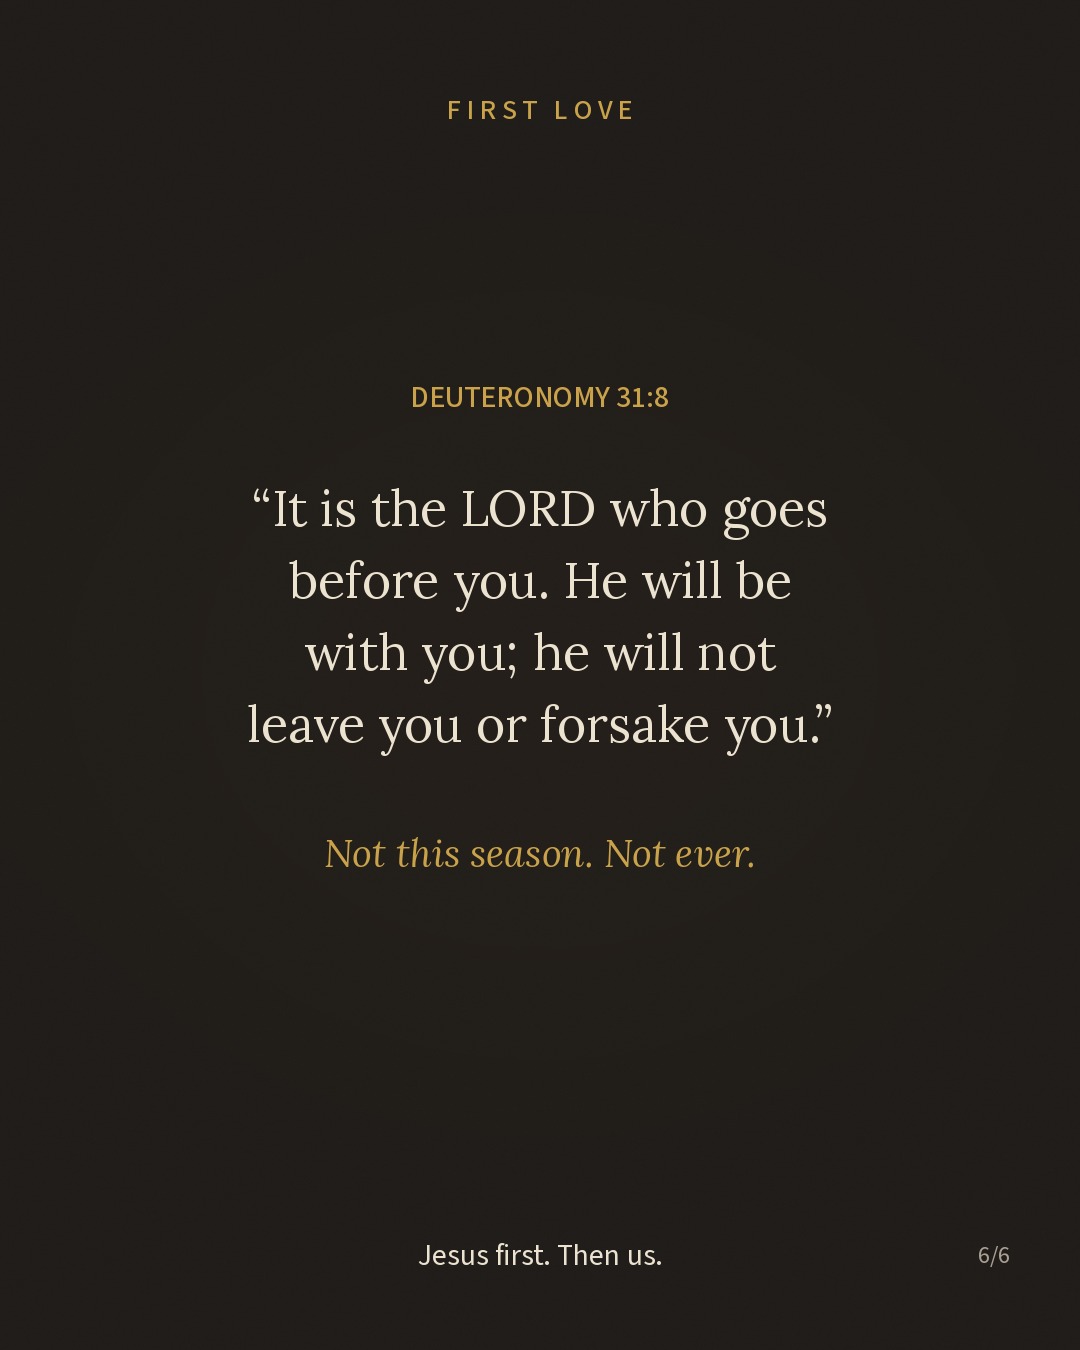 FIRST LOVE
DEUTERONOMY 31:8
“It is the LORD who goes
before you. He will be
with you; he will not
leave you or forsake you.”
Not this season. Not ever.
Jesus first. Then us.
6/6